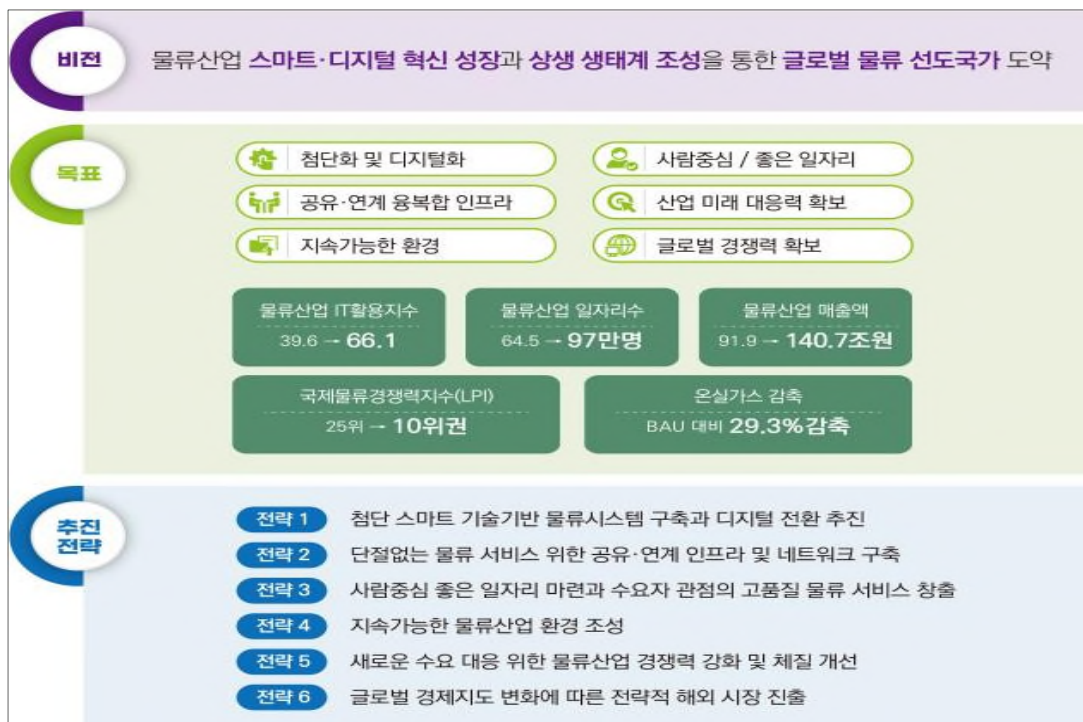 비전
물류산업 스마트·디지털 혁신 성장과 상생 생태계 조성을 통한 글로벌 물류 선도국가 도약
목표
첨단화 및 디지털화
사람중심 / 좋은 일자리
공유·연계 융복합 인프라
산업 미래 대응력 확보
지속가능한 환경
글로벌 경쟁력 확보
물류산업 IT활용지수
39.6 → 66.1
물류산업 일자리수
64.5 → 97만명
물류산업 매출액
91.9 → 140.7조원
국제물류경쟁력지수(LPI)
25위 → 10위권
온실가스 감축
BAU 대비 29.3%감축
추진
전략
전략 1 첨단 스마트 기술기반 물류시스템 구축과 디지털 전환 추진
전략 2 단절없는 물류 서비스 위한 공유·연계 인프라 및 네트워크 구축
전략 3 사람중심 좋은 일자리 마련과 수요자 관점의 고품질 물류 서비스 창출
전략 4 지속가능한 물류산업 환경 조성
전략 5 새로운 수요 대응 위한 물류산업 경쟁력 강화 및 체질 개선
전략 6 글로벌 경제지도 변화에 따른 전략적 해외 시장 진출